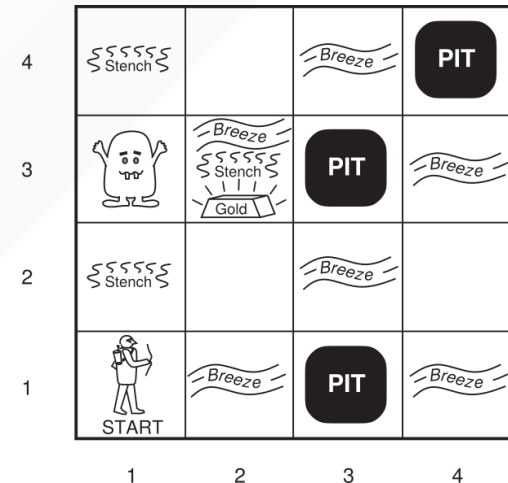 4
Stench
Breeze
PIT
3
Breeze
Stench
Gold
PIT
Breeze
2
Stench
Breeze
1
START
Breeze
PIT
Breeze
1 2 3 4